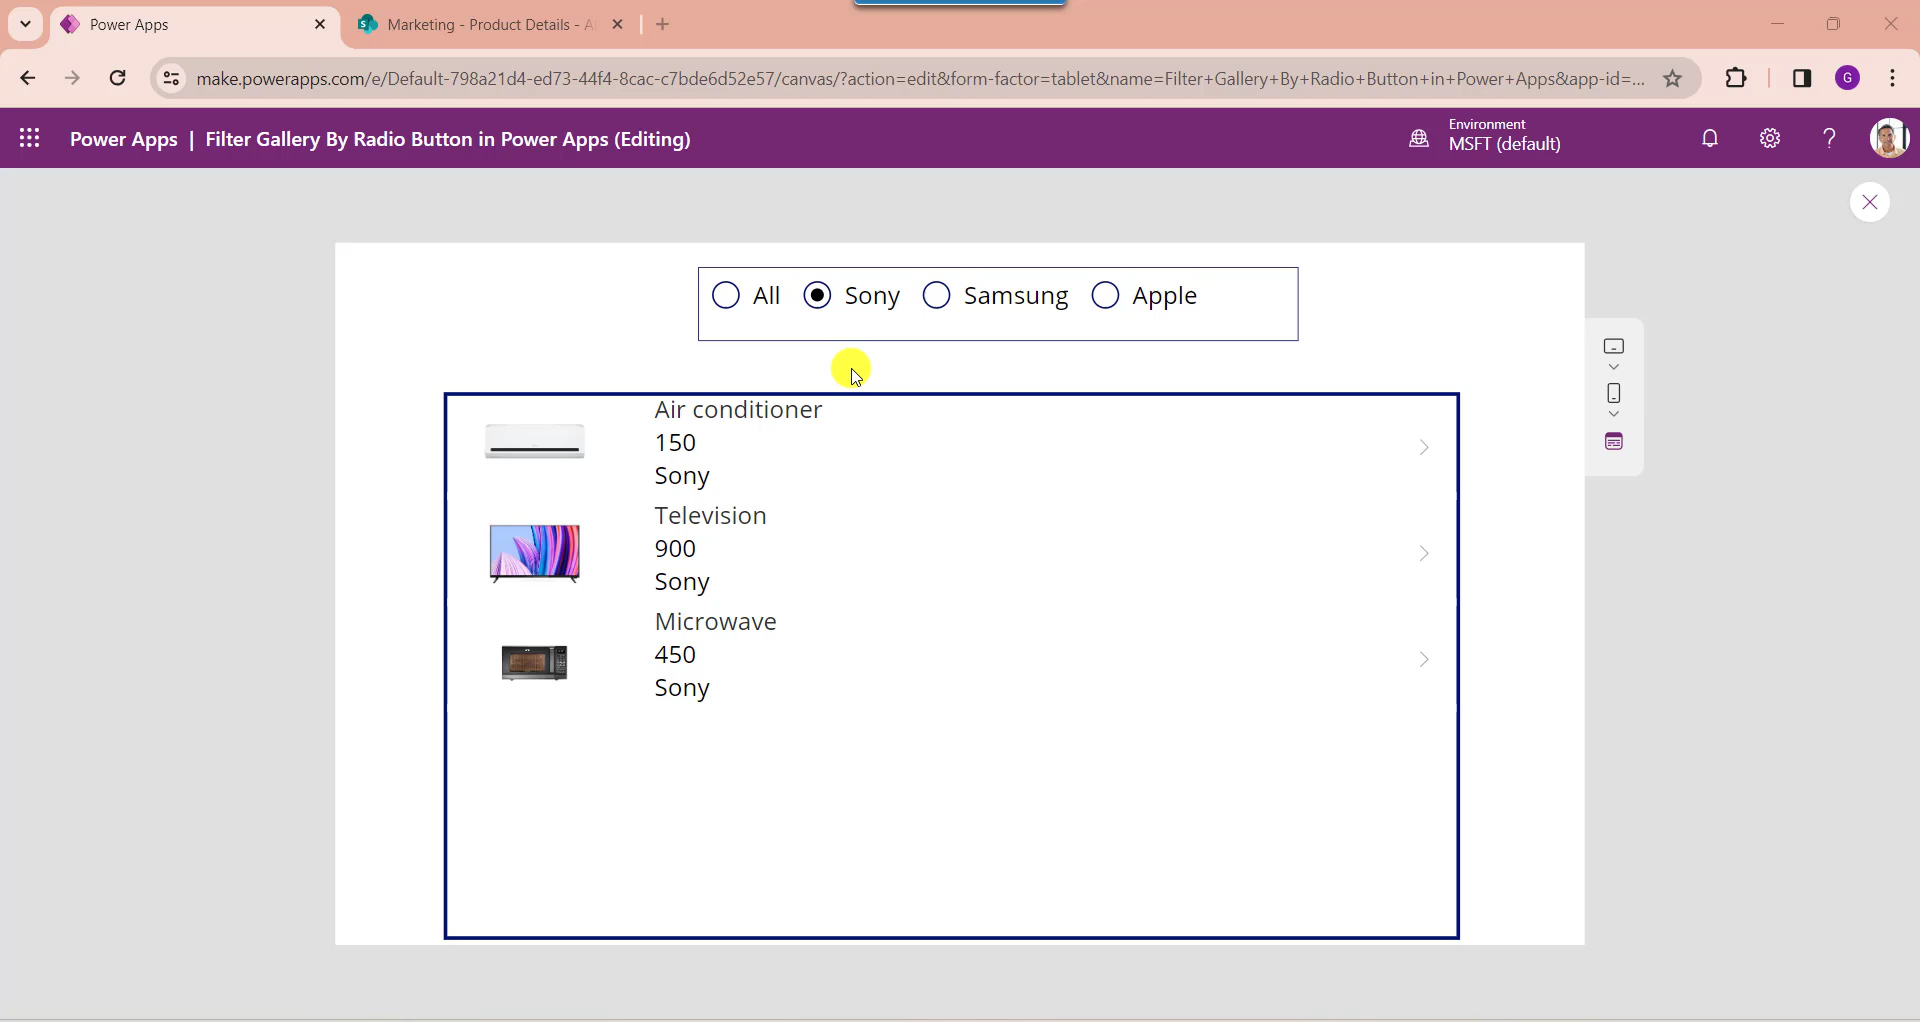 Power Apps
Marketing - Product Details - A
make.powerapps.com/e/Default-798a21d4-ed73-44f4-8cac-c7bde6d52e57/canvas/?action=edit&form-factor=tablet&name=Filter+Gallery+By+Radio+Button+in+Power+Apps&app-id=...
G
Power Apps | Filter Gallery By Radio Button in Power Apps (Editing)
Environment
MSFT (default)
All Sony Samsung Apple
Air conditioner
150
Sony
Television
900
Sony
Microwave
450
Sony